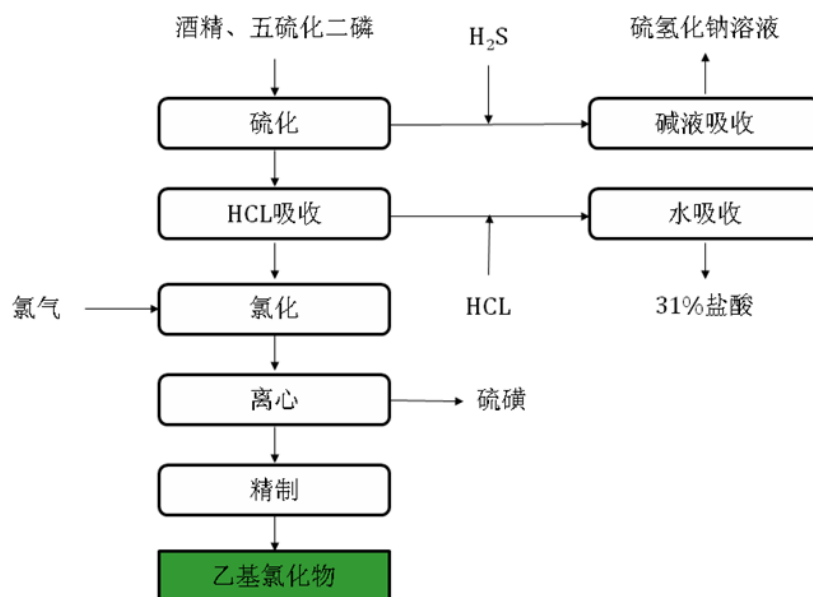 酒精、五硫化二磷
H₂S
硫氢化钠溶液
硫化
碱液吸收
HCL吸收
水吸收
氯气
氯化
HCL
31%盐酸
离心
硫磺
精制
乙基氯化物